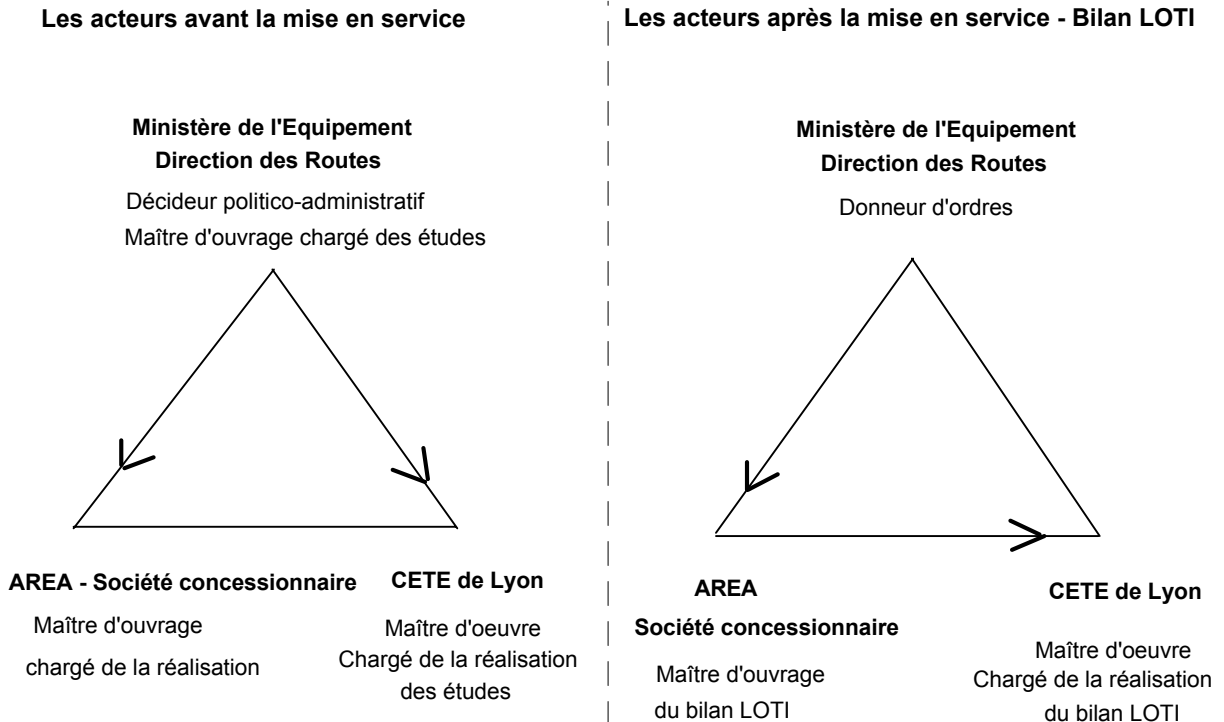 Les acteurs avant la mise en service
Ministère de l'Equipement
Direction des Routes
Décideur politico-administratif
Maître d'ouvrage chargé des études
AREA - Société concessionnaire
Maître d'ouvrage
chargé de la réalisation
CETE de Lyon
Maître d'oeuvre
Chargé de la réalisation
des études
Les acteurs après la mise en service - Bilan LOTI
Ministère de l'Equipement
Direction des Routes
Donneur d'ordres
AREA
Société concessionnaire
Maître d'ouvrage
du bilan LOTI
CETE de Lyon
Maître d'oeuvre
Chargé de la réalisation
du bilan LOTI